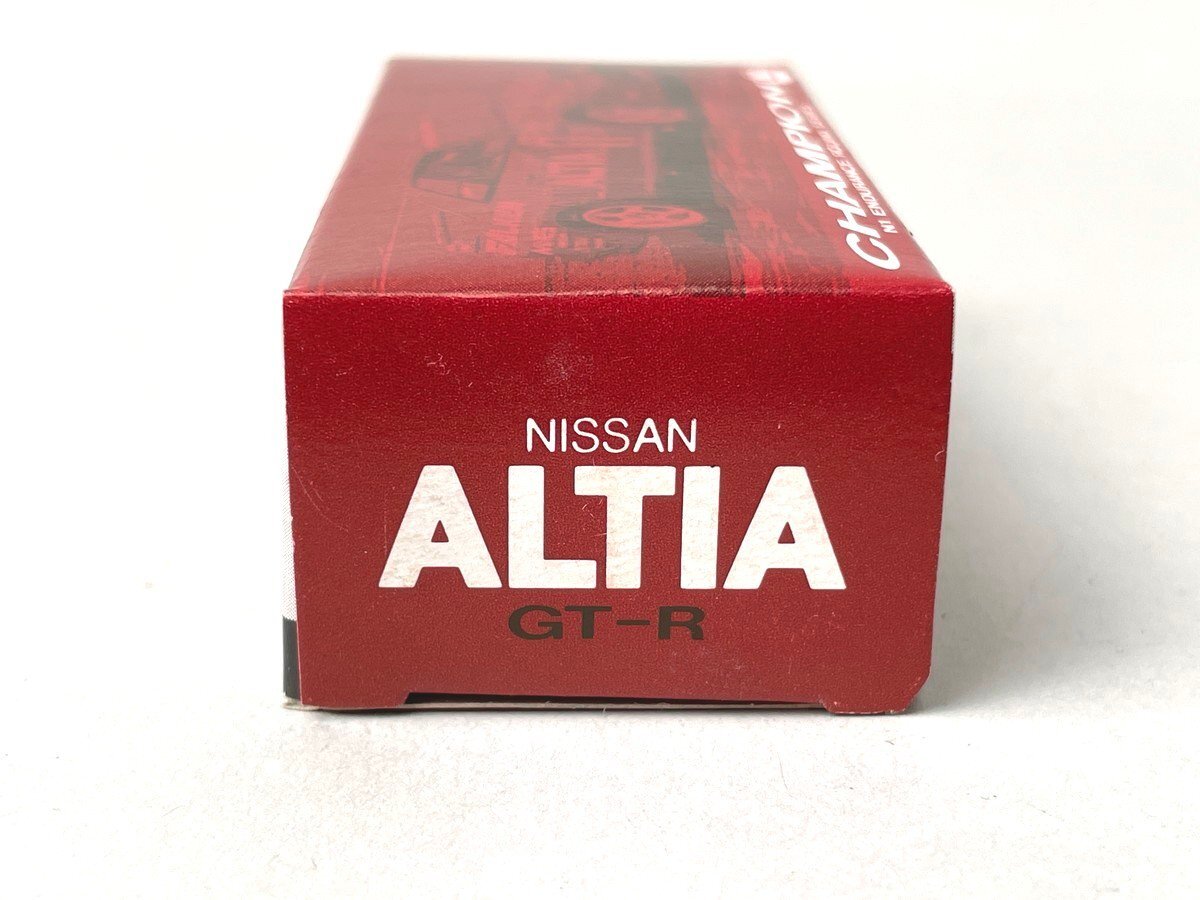 CHAMPION
N1 ENDURANCE
NISSAN
ALTIA
GT-R